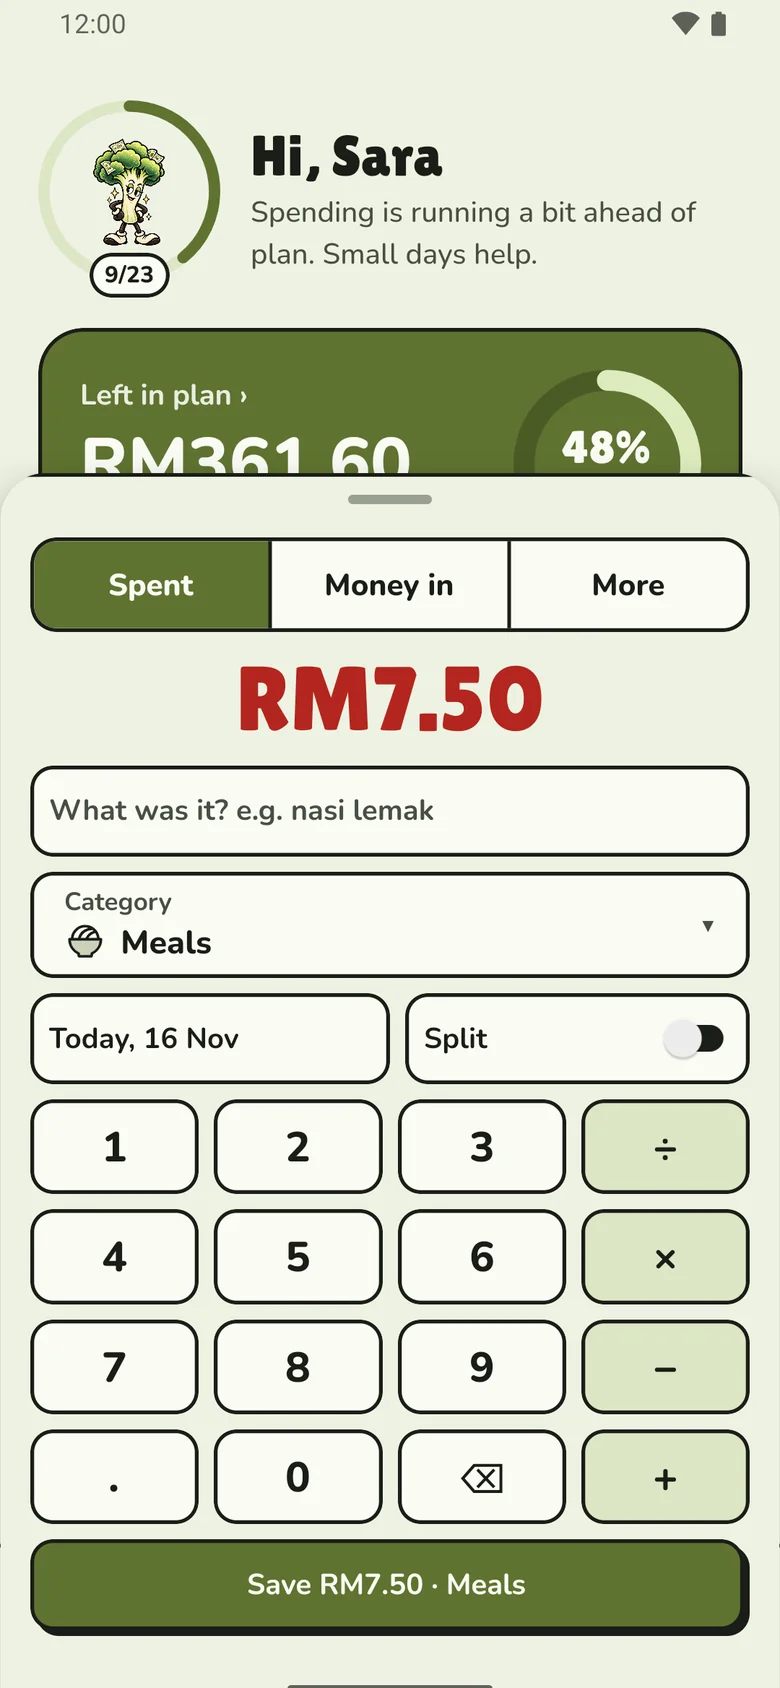 12:00
Hi, Sara
Spending is running a bit ahead of
plan. Small days help.
9/23
Left in plan ›
RM361.60
48%
Spent
Money in
More
RM7.50
What was it? e.g. nasi lemak
Category
Meals
▼
Today, 16 Nov
Split
1 2 3 ÷
4 5 6 ×
7 8 9 −
. 0 ⌫ +
Save RM7.50 · Meals